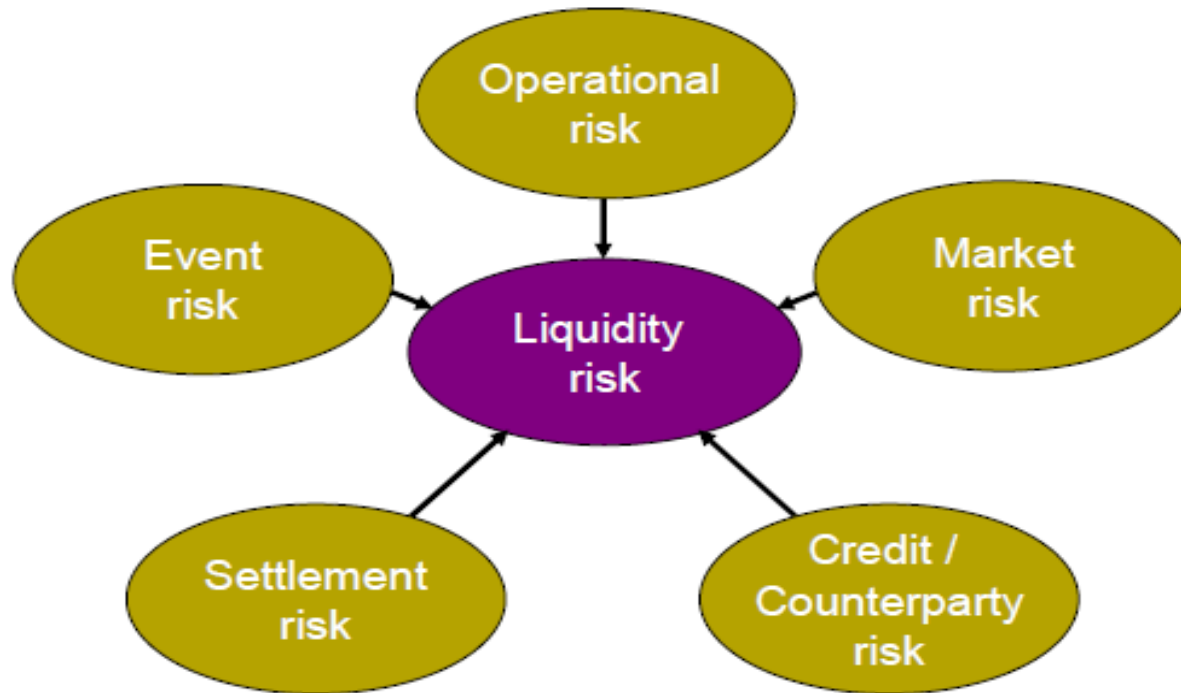 Operational
risk
Event
risk
Market
risk
Liquidity
risk
Settlement
risk
Credit /
Counterparty
risk